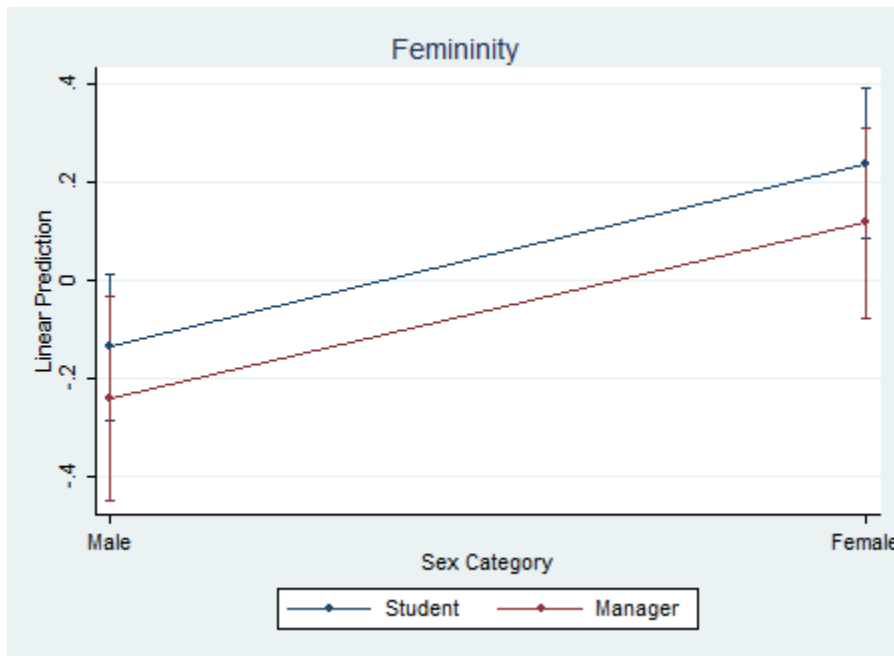 Femininity
.4
.2
0
-.2
-.4
Linear Prediction
Male
Female
Sex Category
Student
Manager